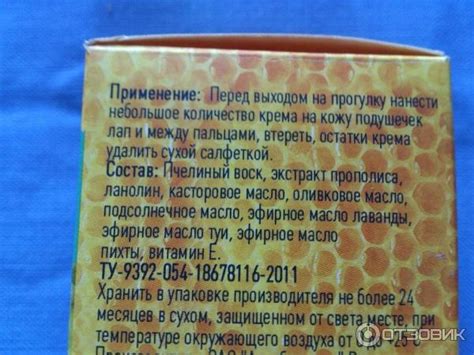 Применение: Перед выходом на прогулку нанести
небольшое количество крема на кожу подушечек
лап и между пальцами, втереть, остатки крема
удалить сухой салфеткой.
Состав: Пчелиный воск, экстракт прополиса,
ланолин, касторовое масло, оливковое масло,
подсолнечное масло, эфирное масло лаванды,
эфирное масло туи, эфирное масло
пихты, витамин Е.
ТУ-9392-054-18678116-2011
Хранить в упаковке производителя не более 24
месяцев в сухом, защищенном от света месте, при
температуре окружающего воздуха от
ОТЗОВИК